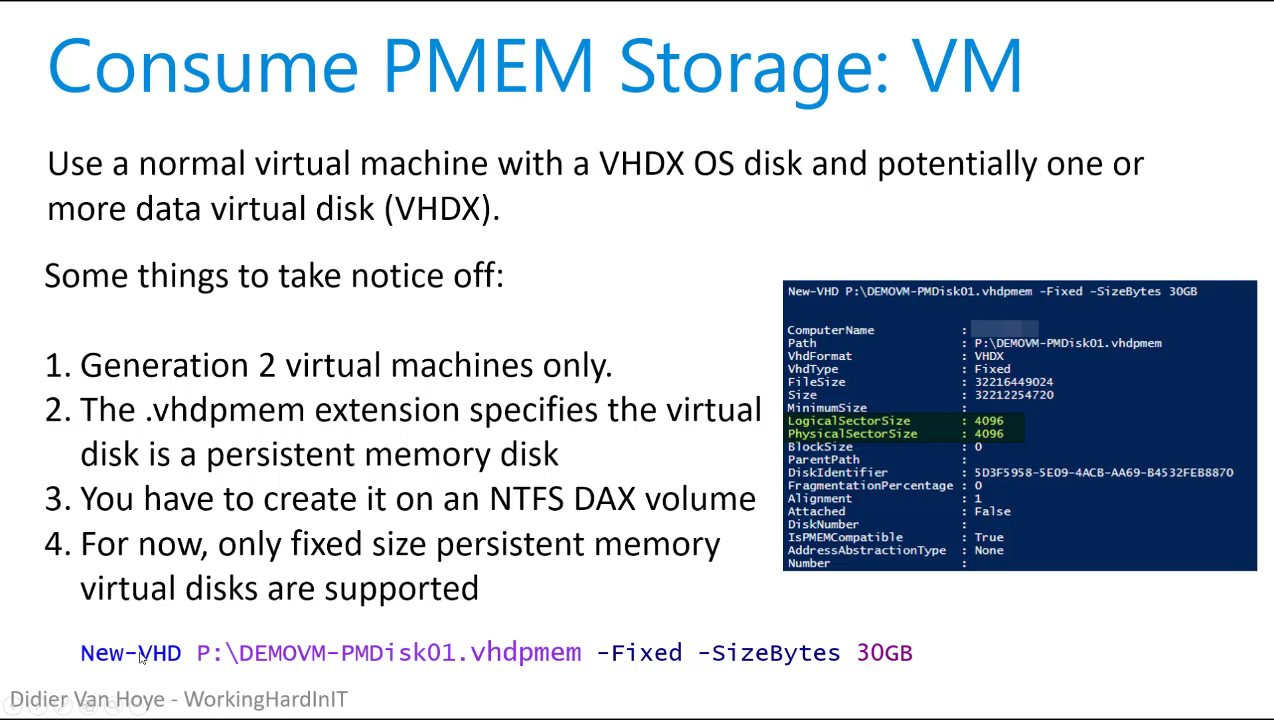 Consume PMEM Storage: VM
Use a normal virtual machine with a VHDX OS disk and potentially one or
more data virtual disk (VHDX).
Some things to take notice off:
1. Generation 2 virtual machines only.
2. The .vhdpmem extension specifies the virtual
disk is a persistent memory disk
3. You have to create it on an NTFS DAX volume
4. For now, only fixed size persistent memory
virtual disks are supported
New-VHD P:\DEMOVM-PMDisk01.vhdpmem -Fixed -SizeBytes 30GB
New-VHD P:\DEMOVM-PMDisk01.vhdpmem -Fixed -SizeBytes 30GB
ComputerName :
Path : P:\DEMOVM-PMDisk01.vhdpmem
VhdFormat : VHDX
VhdType : Fixed
FileSize : 32216449024
Size : 32212254720
MinimumSize :
LogicalSectorSize : 4096
PhysicalSectorSize : 4096
BlockSize : 0
ParentPath :
DiskIdentifier : 5D3F5958-5E09-4ACB-AA69-B4532FEB8870
FragmentationPercentage : 0
Alignment : 1
Attached : False
DiskNumber :
IsPMEMCompatible : True
AddressAbstractionType : None
Number :
Didier Van Hoye - WorkingHardInIT